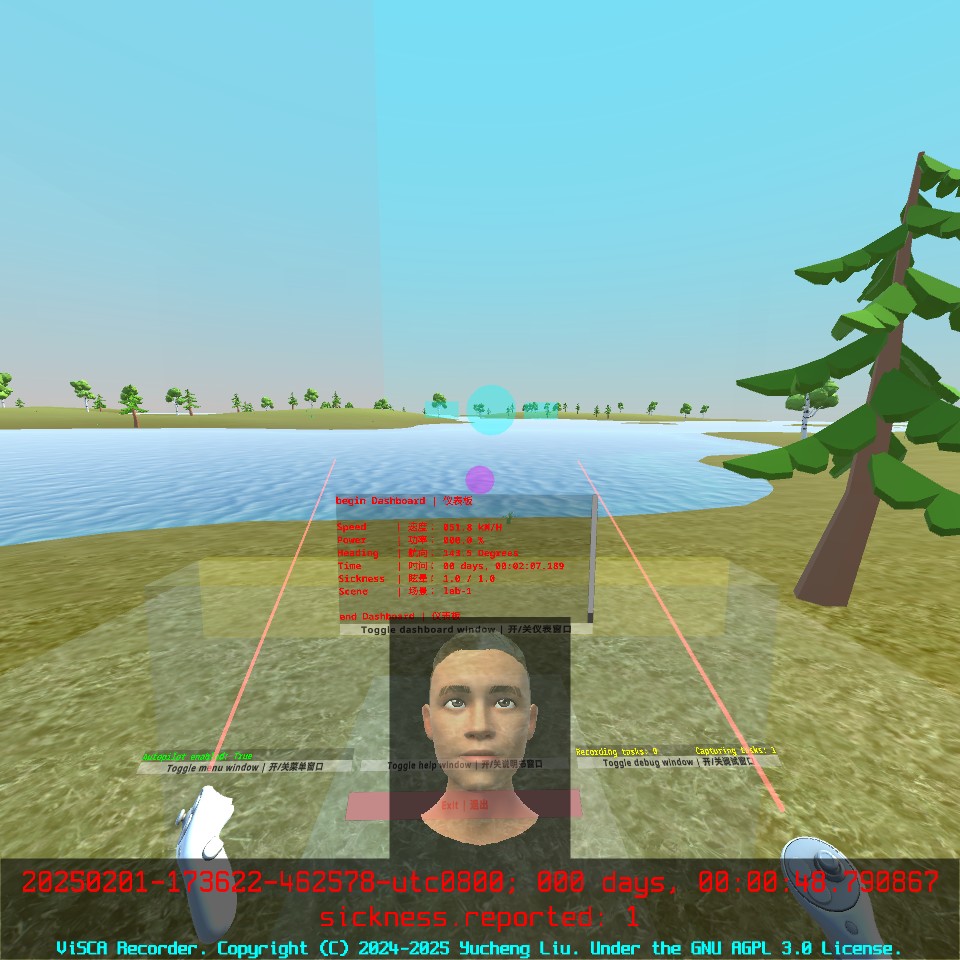 begin Dashboard | 仪表板
Speed | 速度: 051.8 KM/H
Power | 功率: 000.0 %
Heading | 航向: 149.5 Degrees
Time | 时间: 00 days, 00:02:07.189
Sickness | 眩晕: 1.0 / 1.0
Scene | 场景: lab-1
end Dashboard | 仪表板
Toggle dashboard window | 开/关仪表窗口
Autopilot enabled: True
Recording tasks: 0 Capturing tasks: 1
Toggle menu window | 开/关菜单窗口
Toggle help window | 开/关说明书窗口
Toggle debug window | 开/关调试窗口
Exit | 退出
20250201-173622-462578-utc0800; 000 days, 00:00:48.790867
sickness.reported: 1
ViSCA Recorder. Copyright (C) 2024-2025 Yucheng Liu. Under the GNU AGPL 3.0 License.